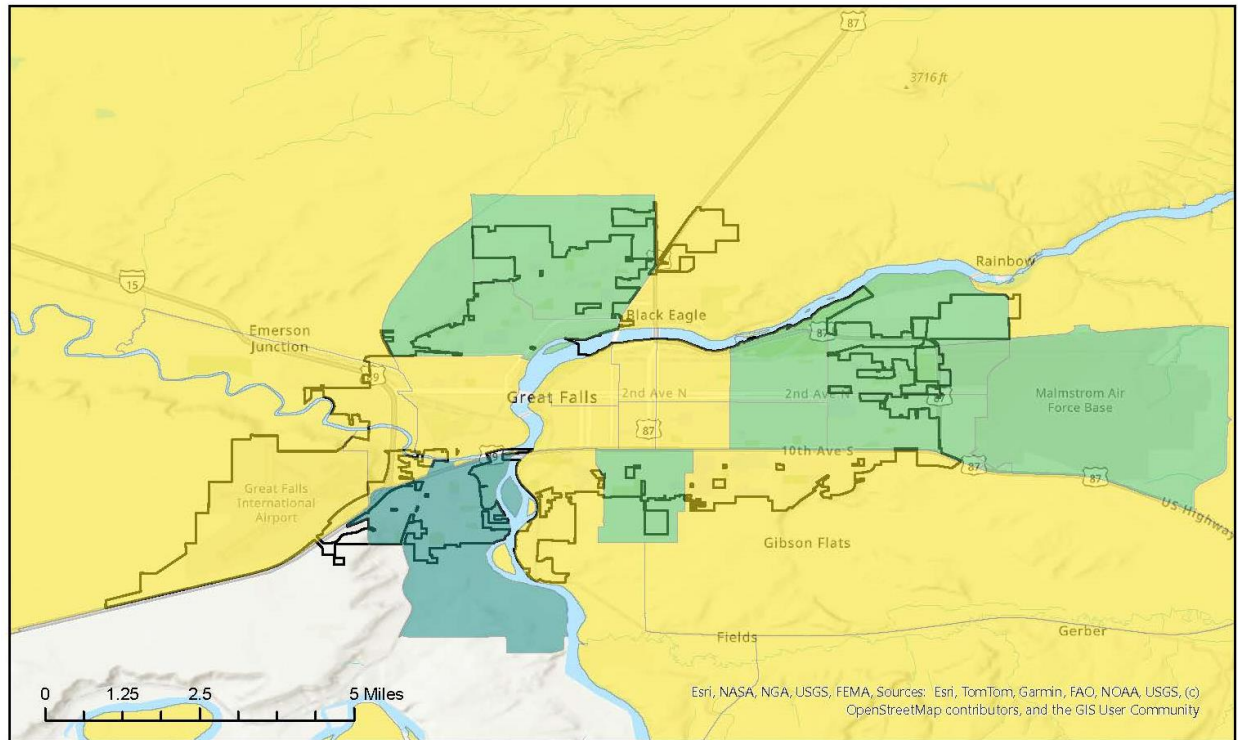 87
3716 ft
Rainbow
15
Emerson
Junction
Black Eagle
87
Great Falls
2nd Ave N
2nd Ave N
87
Malmstrom Air
Force Base
87
10th Ave S
87
87
US Highway
Great Falls
International
Airport
Gibson Flats
Fields
Gerber
0 1.25 2.5 5 Miles
Esri, NASA, NGA, USGS, FEMA, Sources: Esri, TomTom, Garmin, FAO, NOAA, USGS, (c)
OpenStreetMap contributors, and the GIS User Community